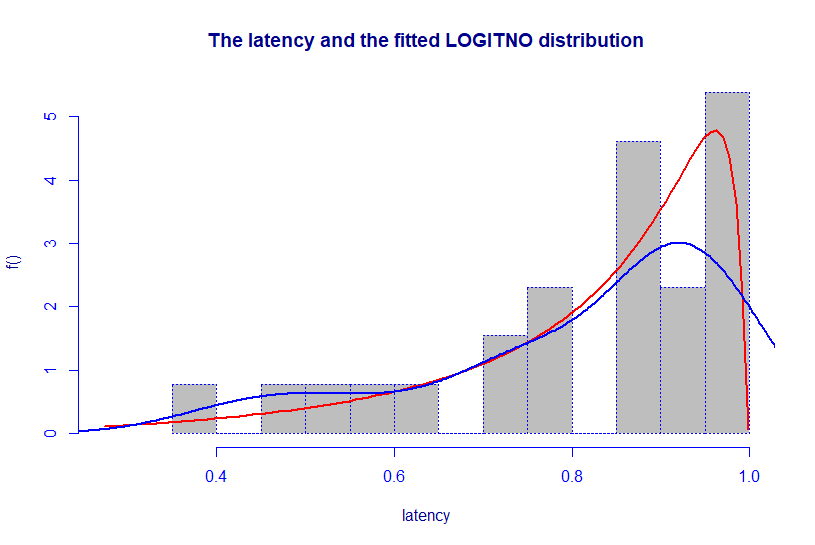 The latency and the fitted LOGITNO distribution
f()
5
4
3
2
1
0
0.4 0.6 0.8 1.0
latency